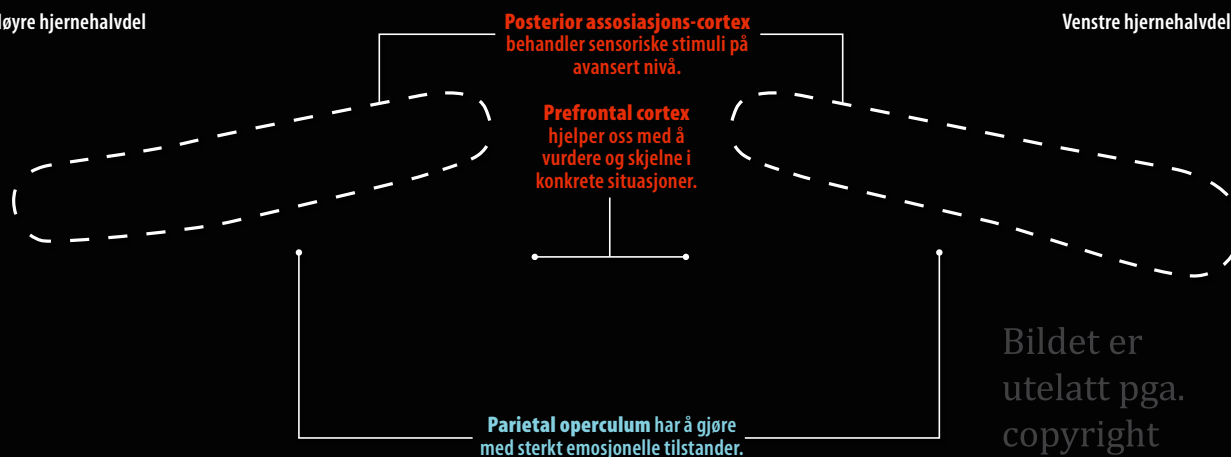 øyre hjernehalvdel
Posterior assosiasjons-cortex
behandler sensoriske stimuli på
avansert nivå.
Venstre hjernehalvdel
Prefrontal cortex
hjelper oss med å
vurdere og skjelne i
konkrete situasjoner.
Bildet er
utelatt pga.
copyright
Parietal operculum har å gjøre
med sterkt emosjonelle tilstander.